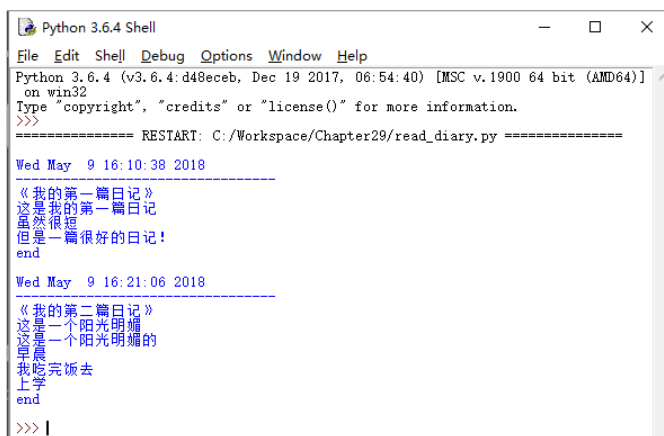 Python 3.6.4 Shell
File Edit Shell Debug Options Window Help
Python 3.6.4 (v3.6.4:d48eceb, Dec 19 2017, 06:54:40) [MSC v.1900 64 bit (AMD64)]
on win32
Type "copyright", "credits" or "license()" for more information.
>>>
=============== RESTART: C:/Workspace/Chapter29/read_diary.py ===============
Wed May  9 16:10:38 2018
---------------------------------
《我的第一篇日记》
这是我的第一篇日记
虽然很短
但是一篇很好的日记!
end
Wed May  9 16:21:06 2018
---------------------------------
《我的第二篇日记》
这是一个阳光明媚
这是一个阳光明媚的
早晨
我吃完饭去
上学
end
>>>